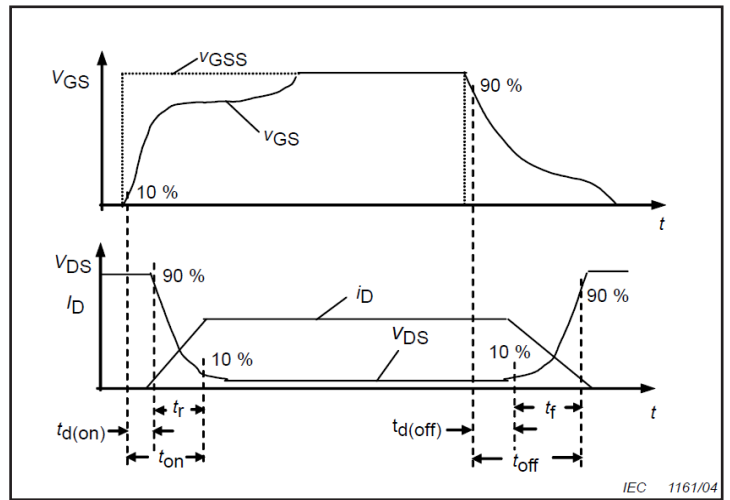 vGSS
VGS
90 %
vGS
10 %
t
VDS
90 %
ID
iD
90 %
VDS
10 %
10 %
tr
tf
t
td(on)
td(off)
ton
toff
IEC 1161/04